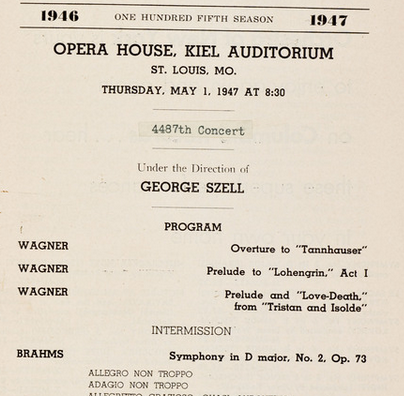 1946 ONE HUNDRED FIFTH SEASON 1947
OPERA HOUSE, KIEL AUDITORIUM
ST. LOUIS, MO.
THURSDAY, MAY 1, 1947 AT 8:30
4487th Concert
Under the Direction of
GEORGE SZELL
PROGRAM
WAGNER Overture to "Tannhauser"
WAGNER Prelude to "Lohengrin," Act I
WAGNER Prelude and "Love-Death,"
from "Tristan and Isolde"
INTERMISSION
BRAHMS Symphony in D major, No. 2, Op. 73
ALLEGRO NON TROPPO
ADAGIO NON TROPPO